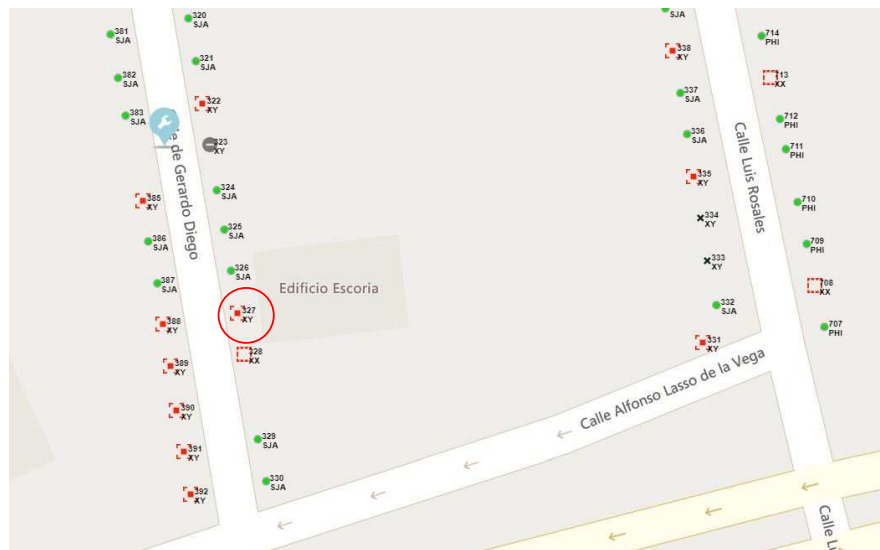 320
SJA
381
SJA
321
SJA
382
SJA
322
XY
383
SJA
323
XY
324
SJA
385
XY
325
SJA
386
SJA
326
SJA
387
SJA
327
XY
388
XY
328
XX
389
XY
390
XY
329
SJA
391
XY
330
SJA
392
XY
de Gerardo Diego
Edificio Escoria
SJA
338
XY
337
SJA
336
SJA
335
XY
334
XY
333
XY
332
SJA
331
XY
Calle Luis Rosales
714
PHI
713
XX
712
PHI
711
PHI
710
PHI
709
PHI
708
XX
707
PHI
Calle Alfonso Lasso de la Vega
Calle